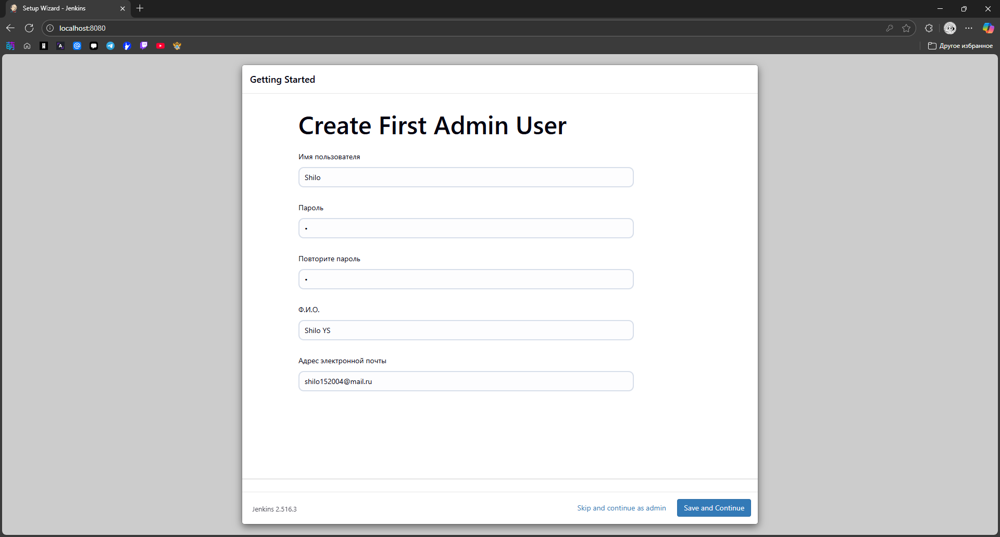 Setup Wizard - Jenkins
localhost:8080
Другое избранное
Getting Started
Create First Admin User
Имя пользователя
Shilo
Пароль
•
Повторите пароль
•
Ф.И.О.
Shilo YS
Адрес электронной почты
shilo152004@mail.ru
Jenkins 2.516.3
Skip and continue as admin
Save and Continue